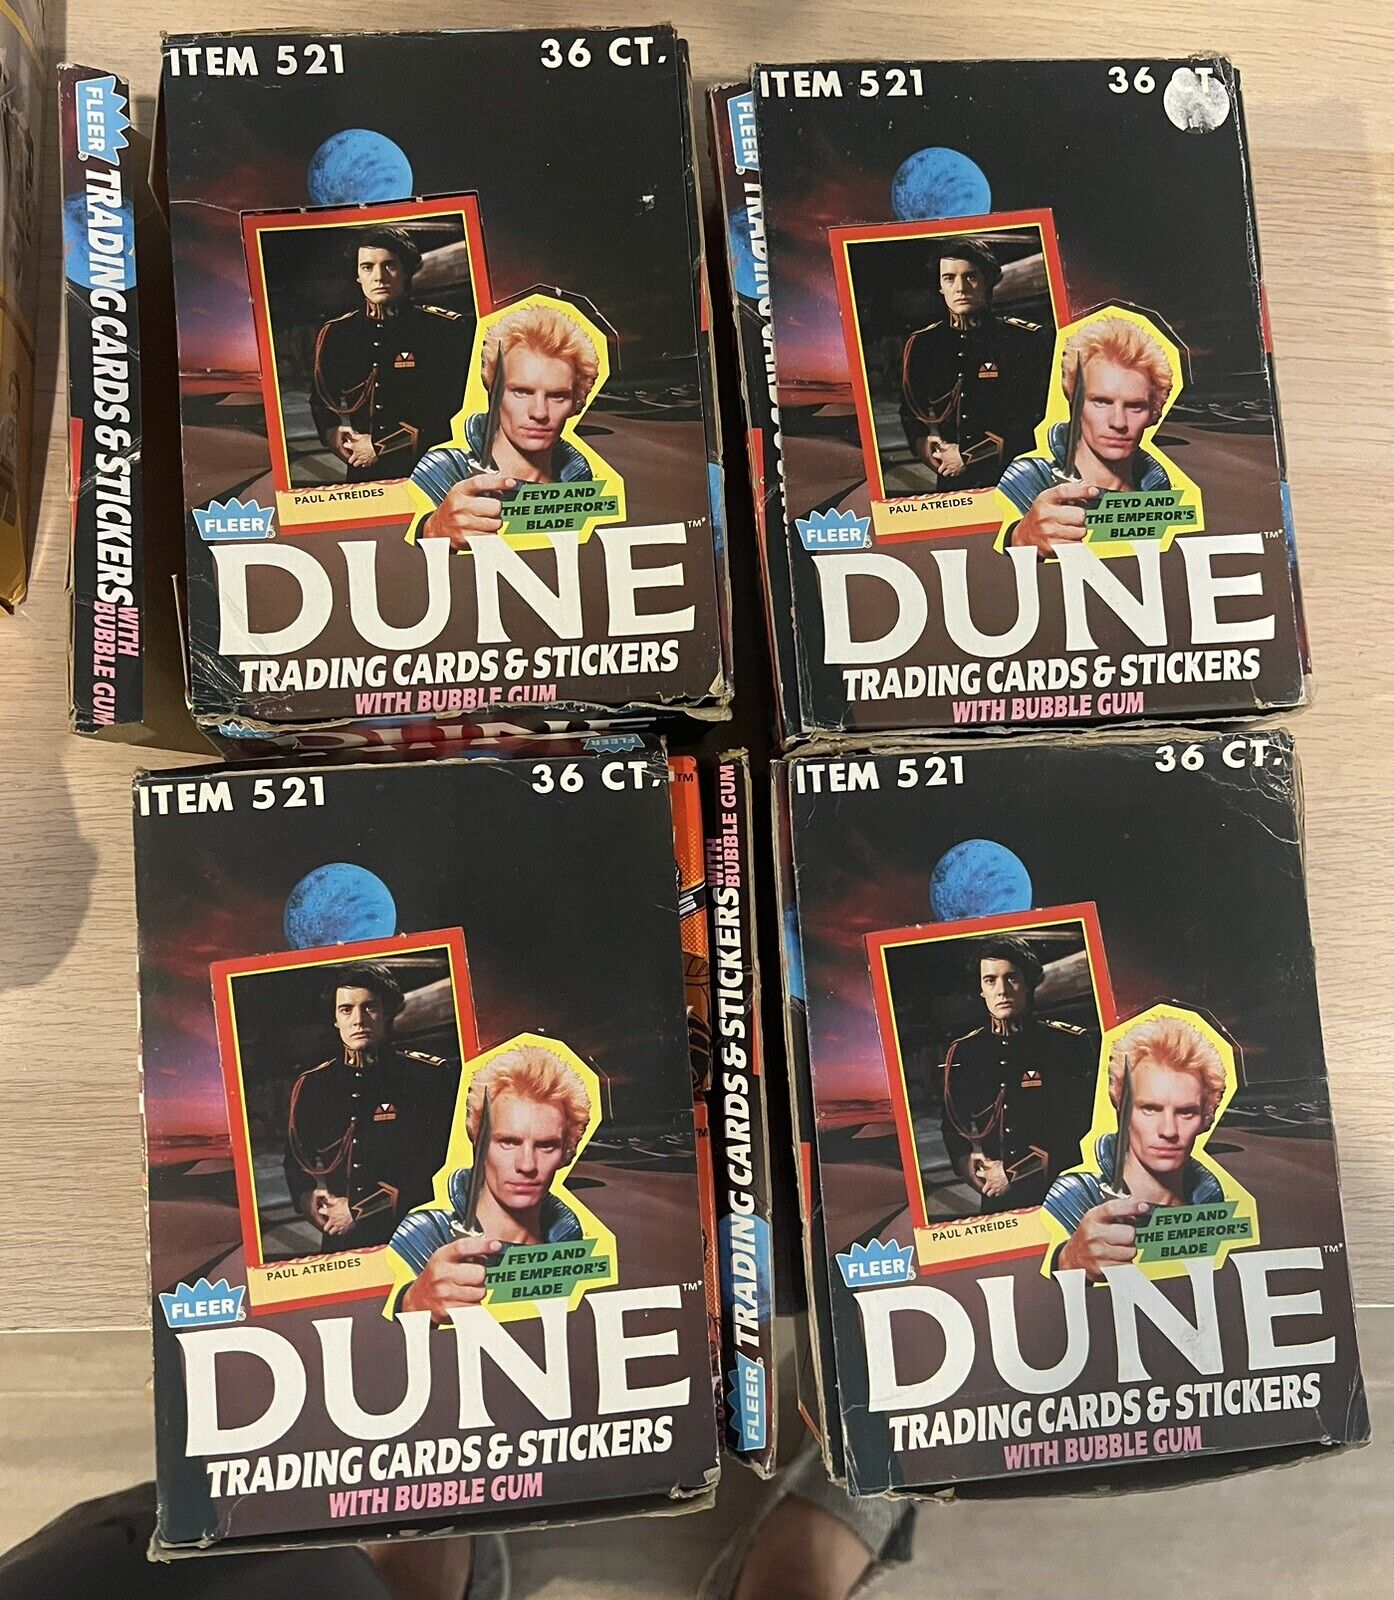 ITEM 521 36 CT.
FLEER
TRADING CARDS & STICKERS
WITH
BUBBLE GUM
PAUL ATREIDES
FEYD AND
THE EMPEROR'S
BLADE
FLEER
DUNE™
TRADING CARDS & STICKERS
WITH BUBBLE GUM
ITEM 521 36 CT
FLEER
PAUL ATREIDES
FEYD AND
THE EMPEROR'S
BLADE
FLEER
DUNE™
TRADING CARDS & STICKERS
WITH BUBBLE GUM
ITEM 521 36 CT.
PAUL ATREIDES
FEYD AND
THE EMPEROR'S
BLADE
FLEER
DUNE™
TRADING CARDS & STICKERS
WITH BUBBLE GUM
FLEER
TRADING CARDS & STICKERS
WITH
BUBBLE GUM
ITEM 521 36 CT.
PAUL ATREIDES
FEYD AND
THE EMPEROR'S
BLADE
FLEER
DUNE™
TRADING CARDS & STICKERS
WITH BUBBLE GUM